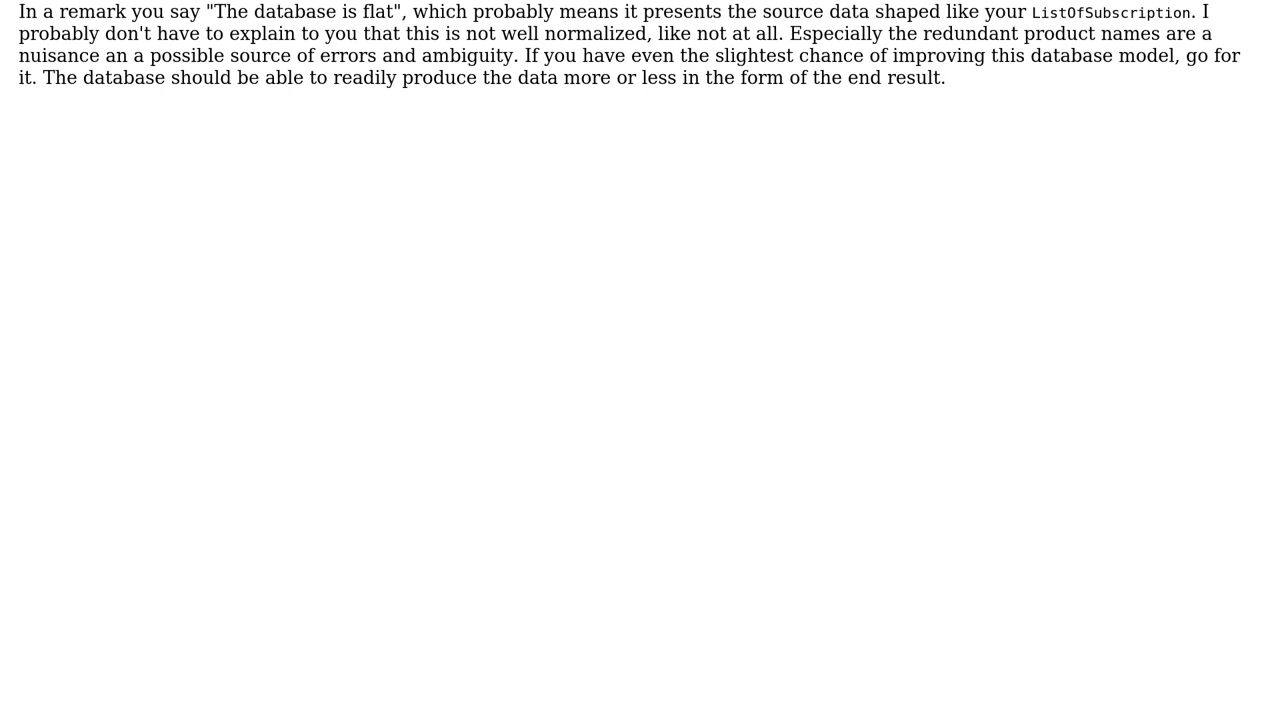 In a remark you say "The database is flat", which probably means it presents the source data shaped like your ListOfSubscription. I
probably don't have to explain to you that this is not well normalized, like not at all. Especially the redundant product names are a
nuisance an a possible source of errors and ambiguity. If you have even the slightest chance of improving this database model, go for
it. The database should be able to readily produce the data more or less in the form of the end result.